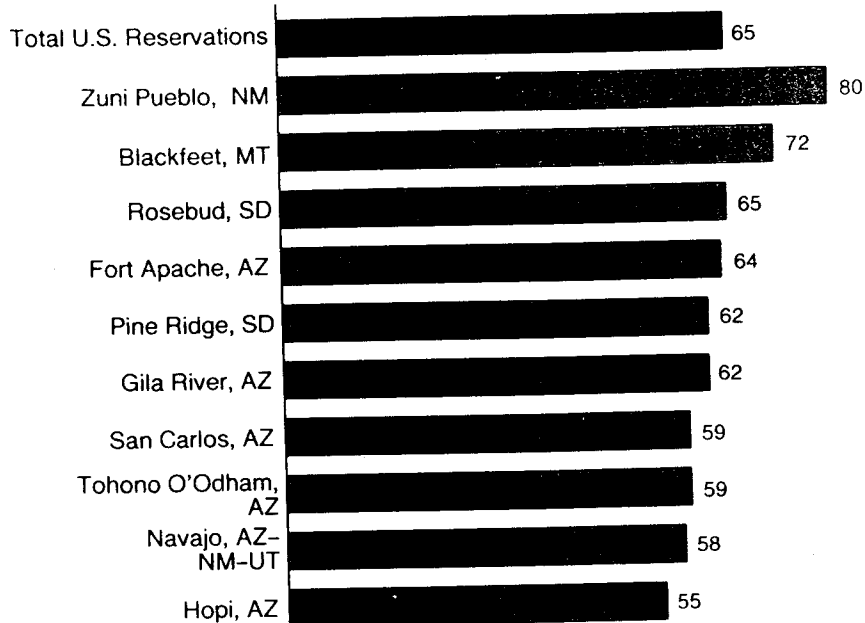 Total U.S. Reservations 65
Zuni Pueblo, NM 80
Blackfeet, MT 72
Rosebud, SD 65
Fort Apache, AZ 64
Pine Ridge, SD 62
Gila River, AZ 62
San Carlos, AZ 59
Tohono O'Odham,
AZ 59
Navajo, AZ–
NM–UT 58
Hopi, AZ 55